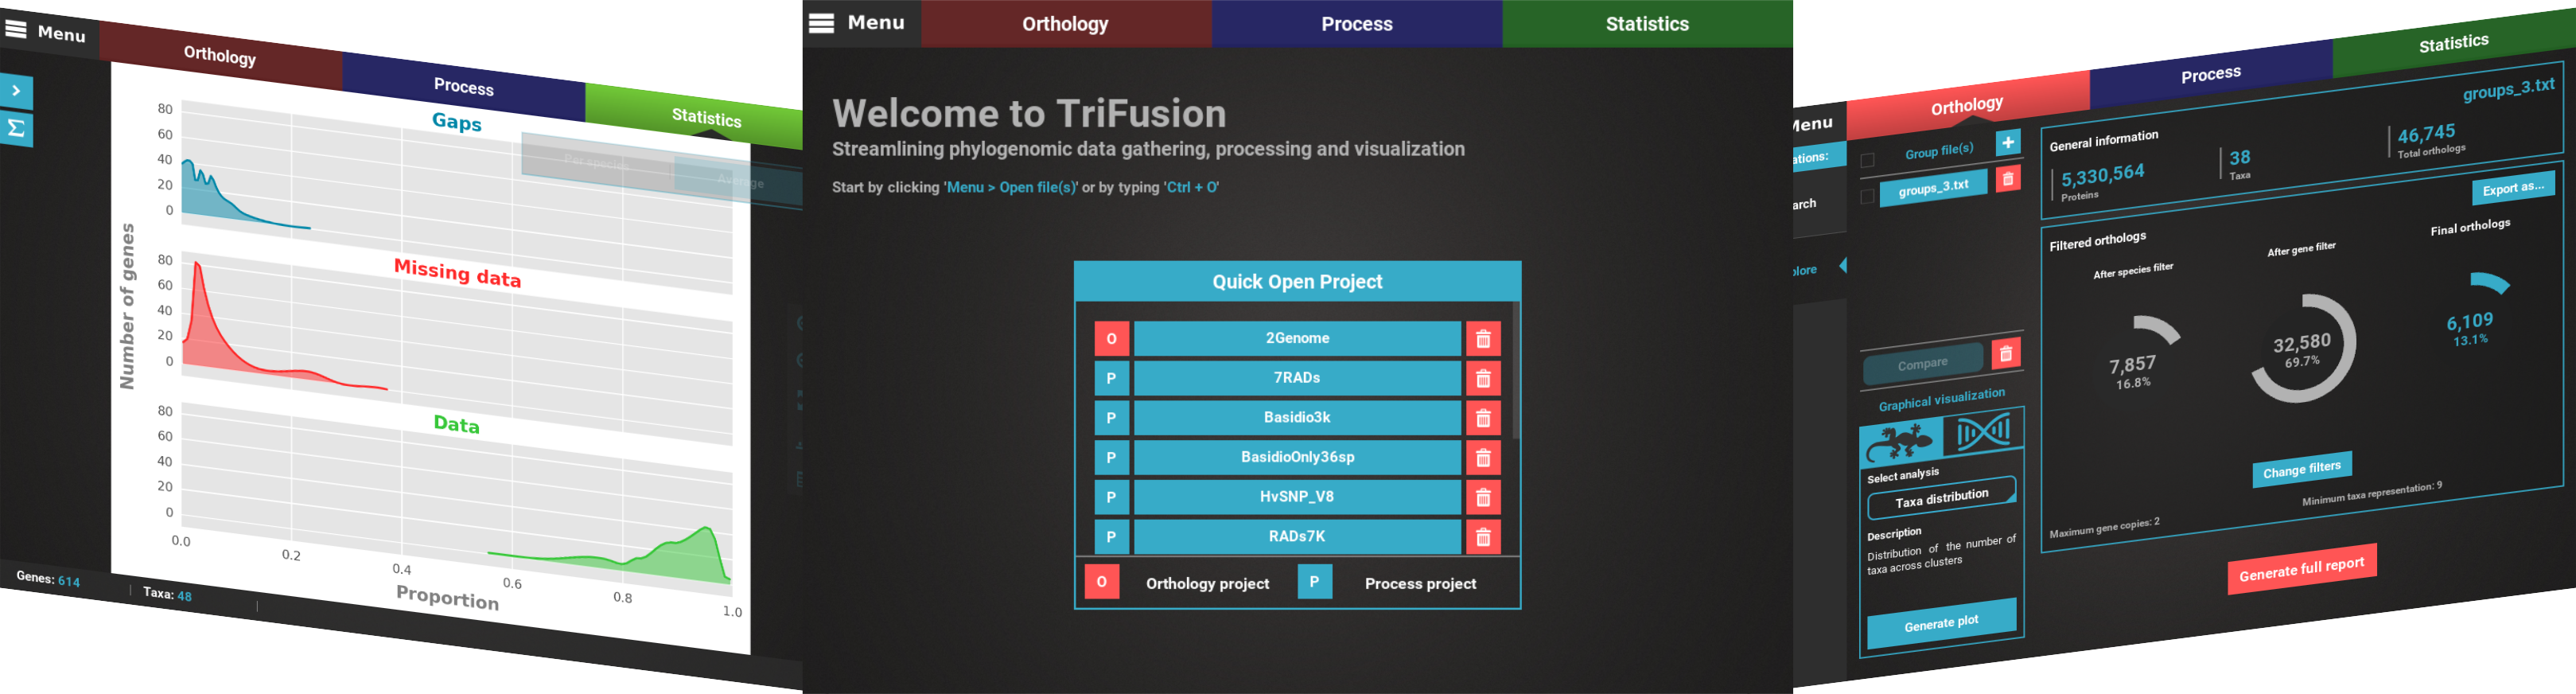 Menu
Orthology
Process
Statistics
Gaps
Per species
Average
80
60
40
20
0
Missing data
80
60
40
20
0
Data
80
60
40
20
0
Number of genes
0.0
0.2
0.4
0.6
0.8
1.0
Proportion
Genes: 614
Taxa: 48
Menu
Orthology
Process
Statistics
Welcome to TriFusion
Streamlining phylogenomic data gathering, processing and visualization
Start by clicking 'Menu > Open file(s)' or by typing 'Ctrl + O'
Quick Open Project
O 2Genome
P 7RADs
P Basidio3k
P BasidioOnly36sp
P HvSNP_V8
P RADs7K
O Orthology project P Process project
Menu
Orthology
Process
Statistics
ations:
arch
plore
Group file(s)
groups_3.txt
Compare
Graphical visualization
Select analysis
Taxa distribution
Description
Distribution of the number of
taxa across clusters
Generate plot
groups_3.txt
General information
5,330,564
Proteins
38
Taxa
46,745
Total orthologs
Export as...
Filtered orthologs
After species filter
7,857
16.8%
After gene filter
32,580
69.7%
Final orthologs
6,109
13.1%
Change filters
Maximum gene copies: 2
Minimum taxa representation: 9
Generate full report